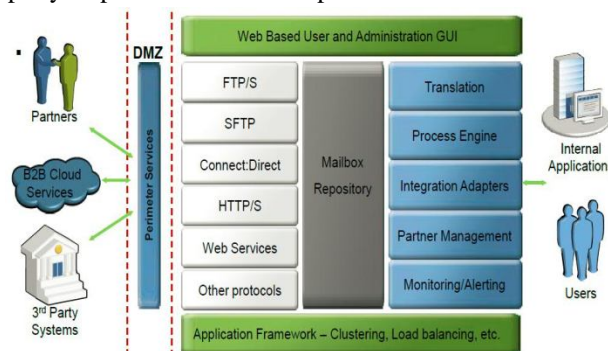 Web Based User and Administration GUI
DMZ
Partners
B2B Cloud
Services
3rd Party
Systems
Perimeter Services
FTP/S
SFTP
Connect:Direct
HTTP/S
Web Services
Other protocols
Mailbox
Repository
Translation
Process Engine
Integration Adapters
Partner Management
Monitoring/Alerting
Internal
Application
Users
Application Framework – Clustering, Load balancing, etc.